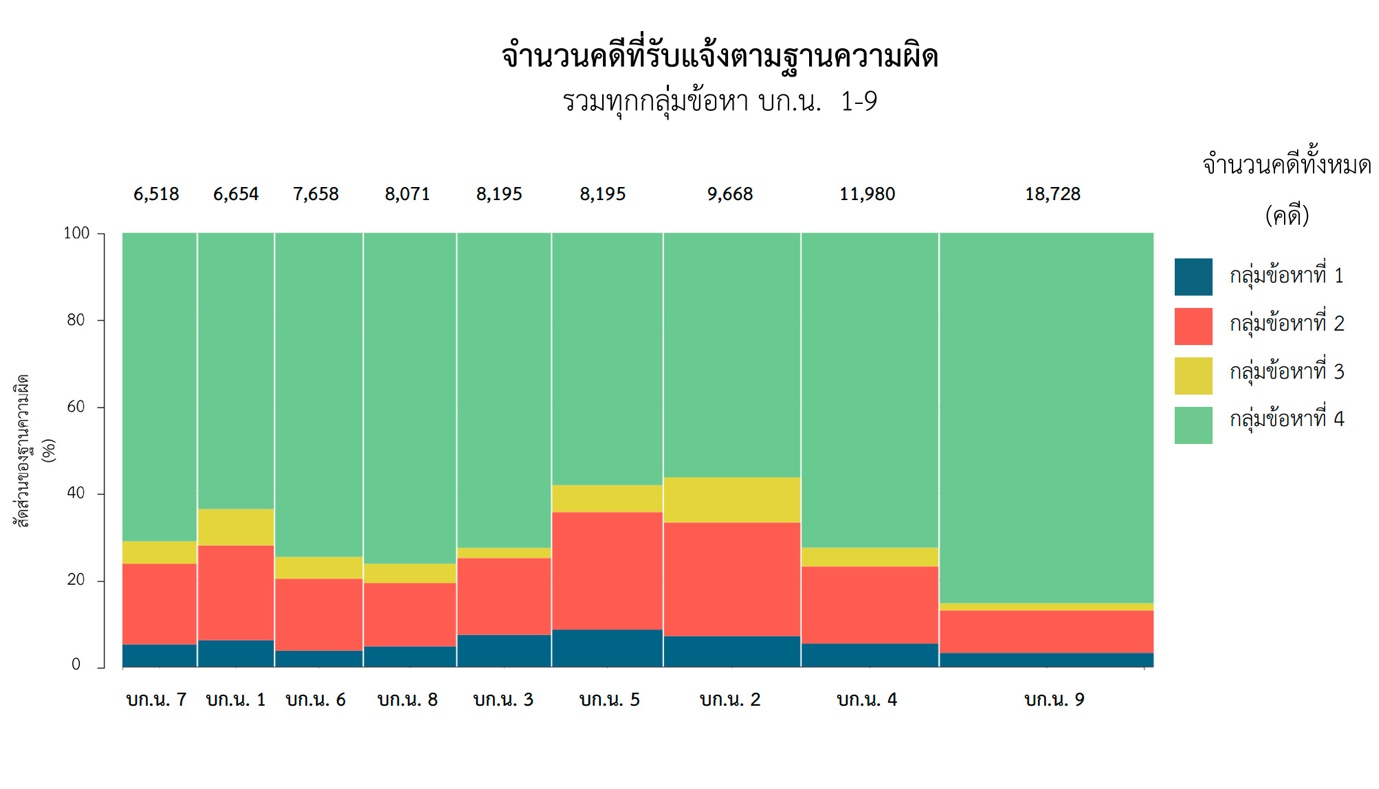 จำนวนคดีที่รับแจ้งตามฐานความผิด
รวมทุกกลุ่มข้อหา บก.น. 1-9
จำนวนคดีทั้งหมด
(คดี)
6,518 6,654 7,658 8,071 8,195 8,195 9,668 11,980 18,728
100
80
60
40
20
0
สัดส่วนของฐานความผิด
(%)
กลุ่มข้อหาที่ 1
กลุ่มข้อหาที่ 2
กลุ่มข้อหาที่ 3
กลุ่มข้อหาที่ 4
บก.น. 7 บก.น. 1 บก.น. 6 บก.น. 8 บก.น. 3 บก.น. 5 บก.น. 2 บก.น. 4 บก.น. 9